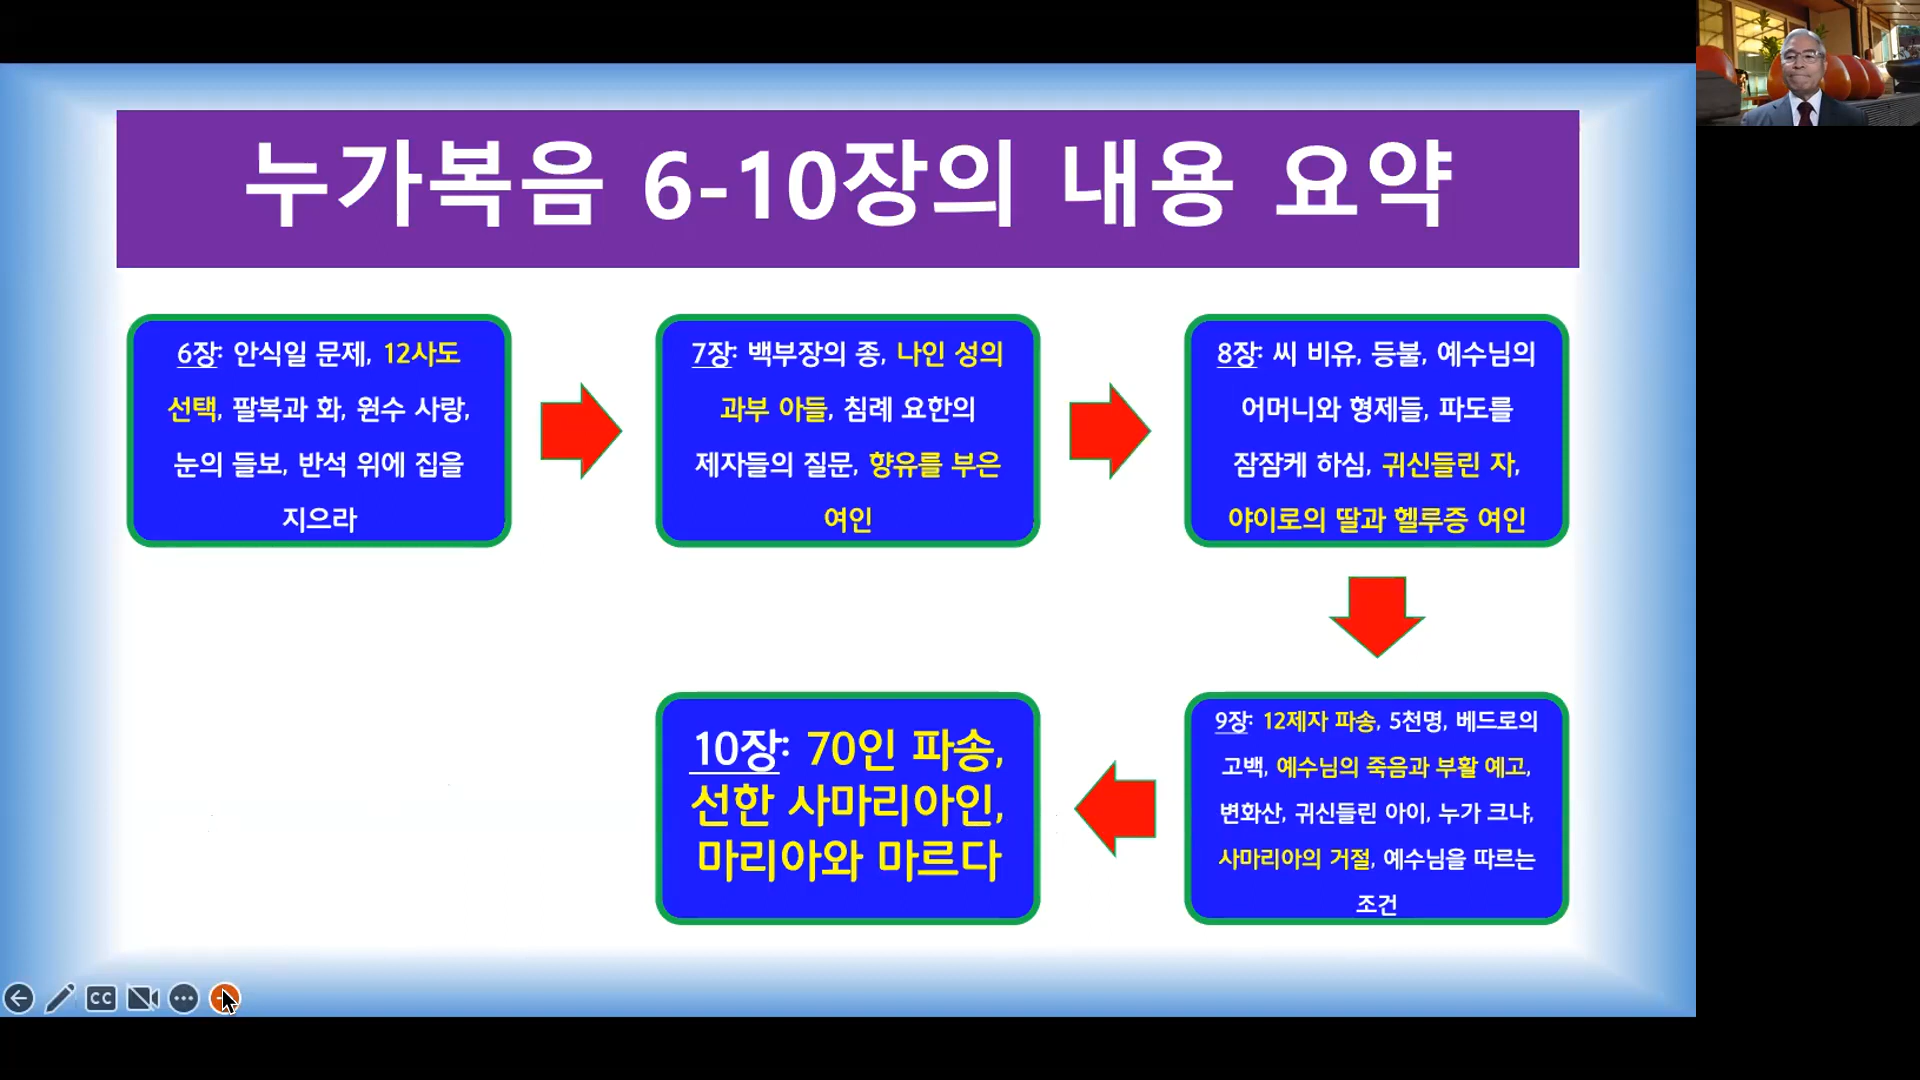 누가복음 6-10장의 내용 요약
6장: 안식일 문제, 12사도
선택, 팔복과 화, 원수 사랑,
눈의 들보, 반석 위에 집을
지으라
7장: 백부장의 종, 나인 성의
과부 아들, 침례 요한의
제자들의 질문, 향유를 부은
여인
8장: 씨 비유, 등불, 예수님의
어머니와 형제들, 파도를
잠잠케 하심, 귀신들린 자,
야이로의 딸과 헬루증 여인
9장: 12제자 파송, 5천명, 베드로의
고백, 예수님의 죽음과 부활 예고,
변화산, 귀신들린 아이, 누가 크냐,
사마리아의 거절, 예수님을 따르는
조건
10장: 70인 파송,
선한 사마리아인,
마리아와 마르다
CC